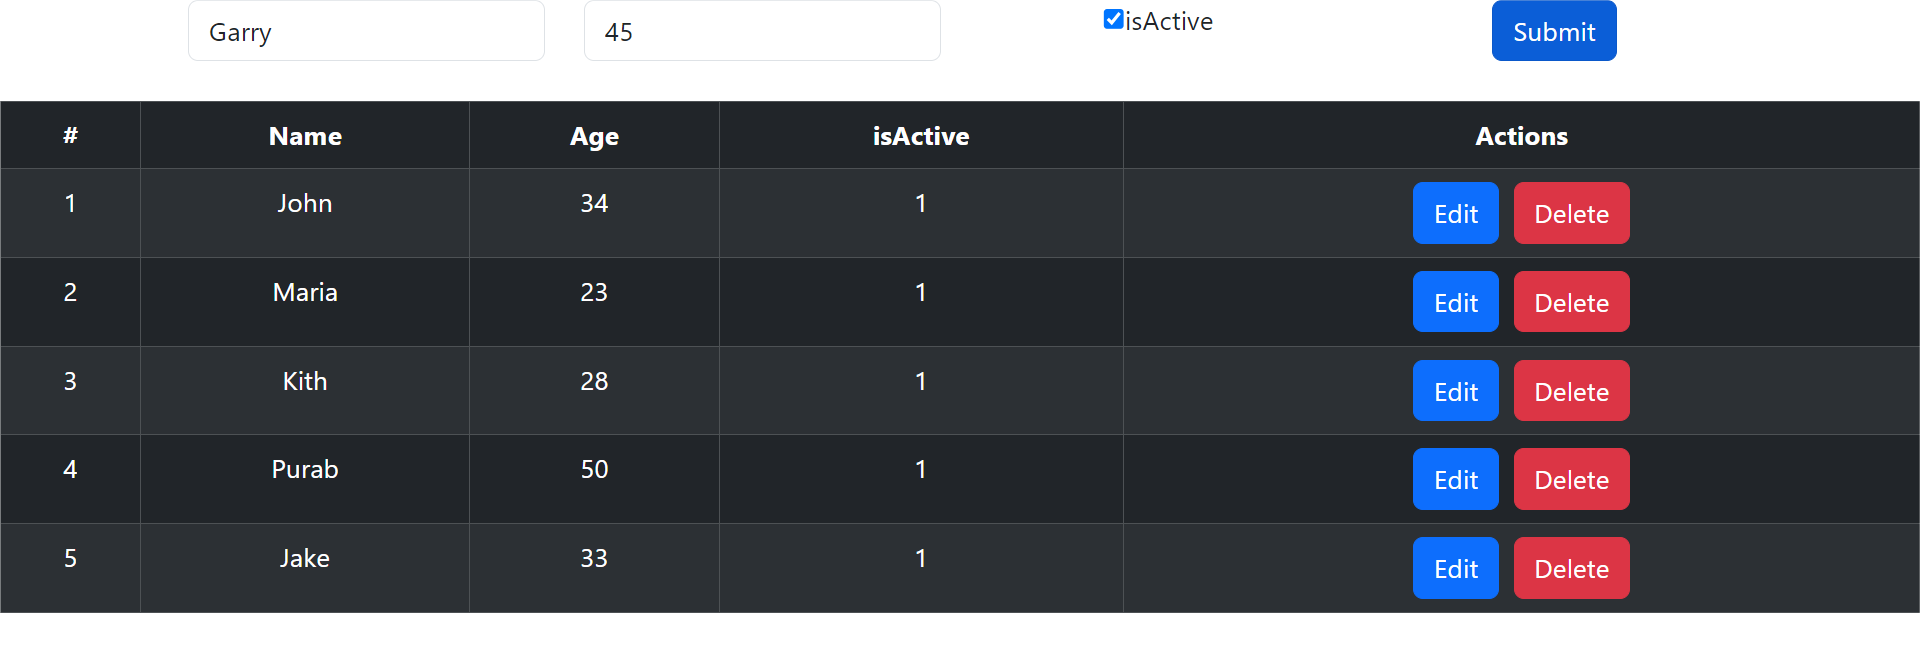 Garry 45 isActive Submit
# Name Age isActive Actions
1 John 34 1 Edit Delete
2 Maria 23 1 Edit Delete
3 Kith 28 1 Edit Delete
4 Purab 50 1 Edit Delete
5 Jake 33 1 Edit Delete